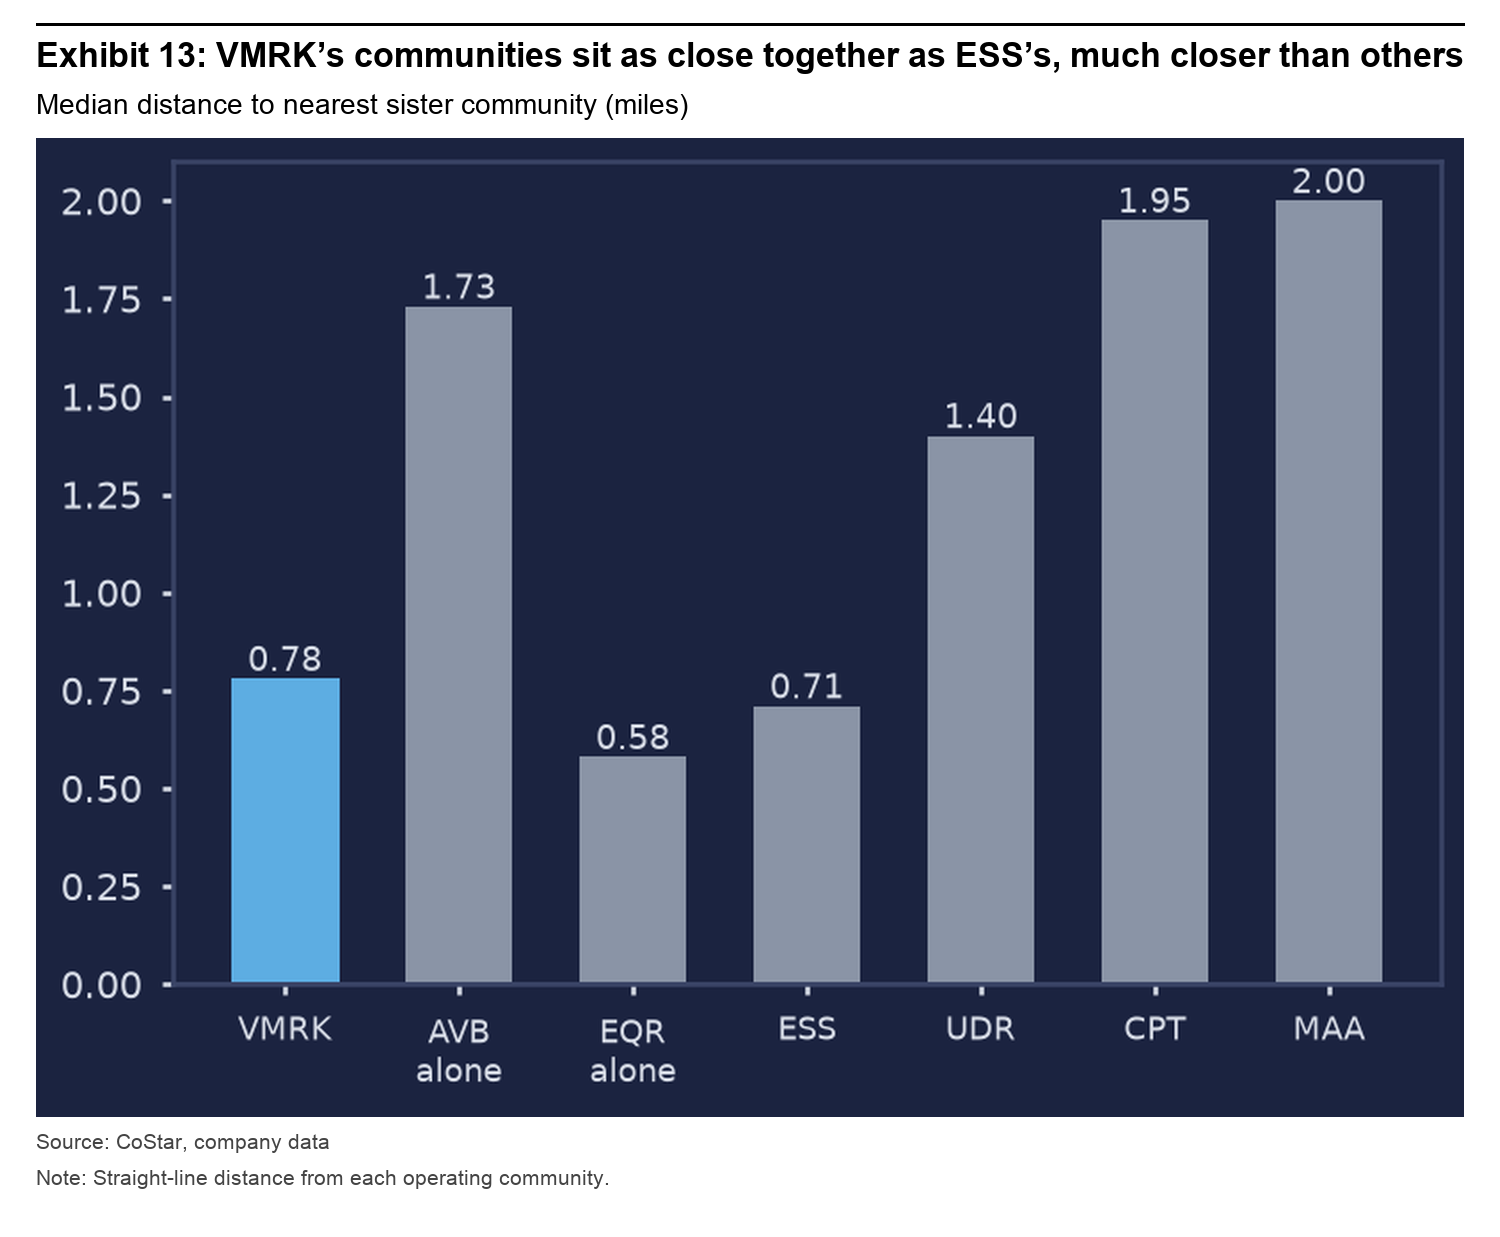 Exhibit 13: VMRK’s communities sit as close together as ESS’s, much closer than others
Median distance to nearest sister community (miles)
2.00
1.75
1.50
1.25
1.00
0.75
0.50
0.25
0.00
0.78
1.73
0.58
0.71
1.40
1.95
2.00
VMRK
AVB
alone
EQR
alone
ESS
UDR
CPT
MAA
Source: CoStar, company data
Note: Straight-line distance from each operating community.